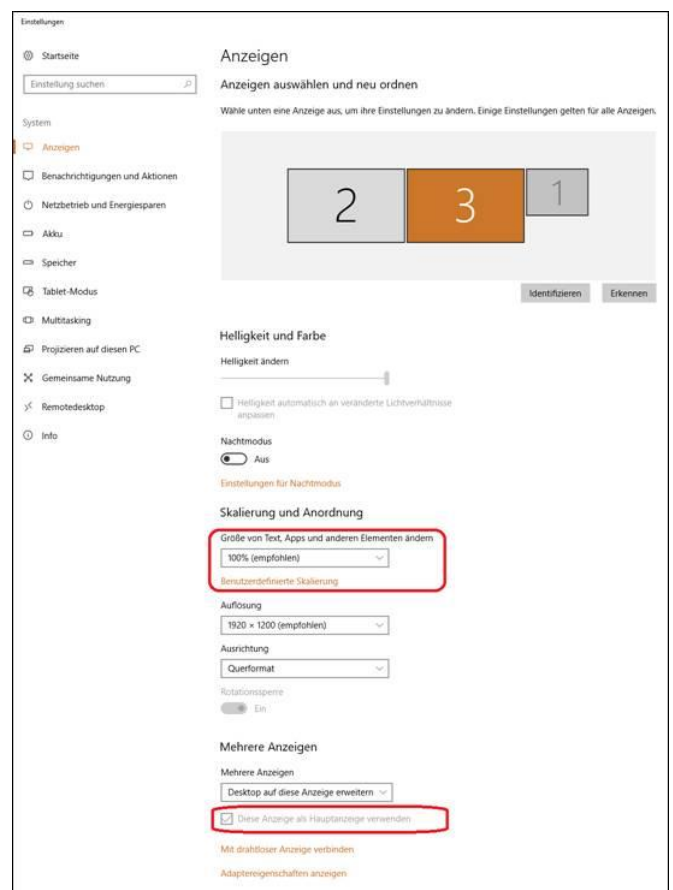 Einstellungen
Startseite
Einstellung suchen
System
Anzeigen
Benachrichtigungen und Aktionen
Netzbetrieb und Energiesparen
Akku
Speicher
Tablet-Modus
Multitasking
Projizieren auf diesen PC
Gemeinsame Nutzung
Remotedesktop
Info
Anzeigen
Anzeigen auswählen und neu ordnen
Wähle unten eine Anzeige aus, um ihre Einstellungen zu ändern. Einige Einstellungen gelten für alle Anzeigen.
2 3 1
Identifizieren Erkennen
Helligkeit und Farbe
Helligkeit ändern
Helligkeit automatisch an veränderte Lichtverhältnisse
anpassen
Nachtmodus
Aus
Einstellungen für Nachtmodus
Skalierung und Anordnung
Größe von Text, Apps und anderen Elementen ändern
100% (empfohlen)
Benutzerdefinierte Skalierung
Auflösung
1920 × 1200 (empfohlen)
Ausrichtung
Querformat
Rotationssperre
Ein
Mehrere Anzeigen
Mehrere Anzeigen
Desktop auf diese Anzeige erweitern
Diese Anzeige als Hauptanzeige verwenden
Mit drahtloser Anzeige verbinden
Adaptereigenschaften anzeigen